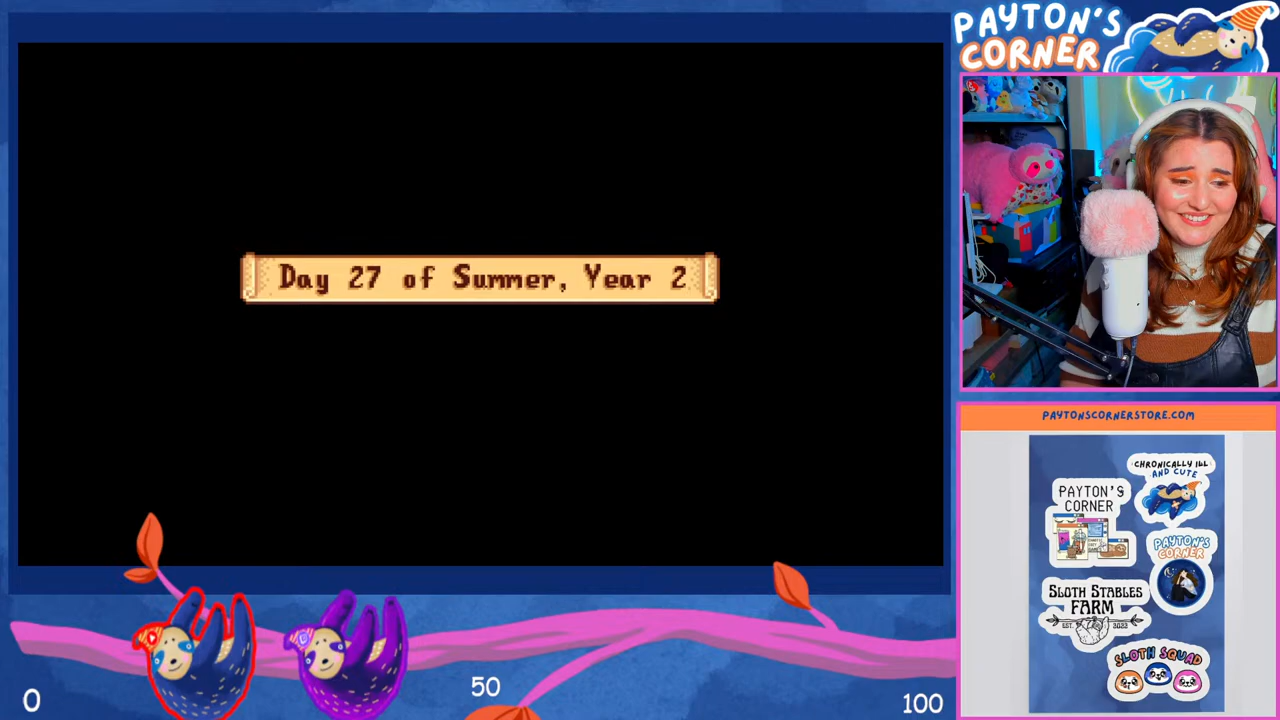 PAYTON'S
CORNER
Day 27 of Summer, Year 2
PAYTONSCORNERSTORE.COM
CHRONICALLY ILL
AND CUTE
PAYTON'S
CORNER
PAYTON'S
CORNER
SLOTH STABLES
FARM
EST. 2022
SLOTH SQUAD
0
50
100